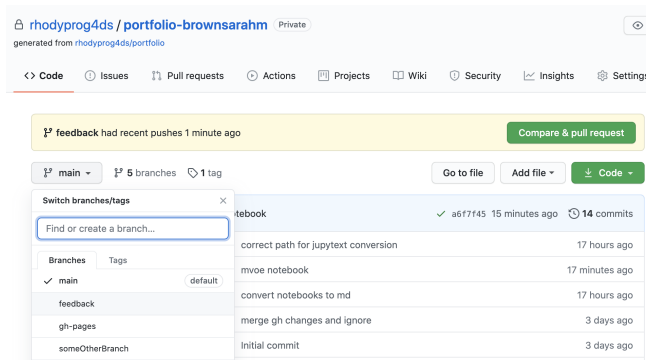 rhodyprog4ds / portfolio-brownsarahm Private
generated from rhodyprog4ds/portfolio
<> Code Issues Pull requests Actions Projects Wiki Security Insights Settings
feedback had recent pushes 1 minute ago Compare & pull request
main 5 branches 1 tag Go to file Add file Code
Switch branches/tags
tebook a6f7f45 15 minutes ago 14 commits
Find or create a branch...
correct path for jupytext conversion 17 hours ago
Branches Tags
mvoe notebook 17 minutes ago
main default
convert notebooks to md 17 hours ago
feedback
merge gh changes and ignore 3 days ago
gh-pages
Initial commit 3 days ago
someOtherBranch